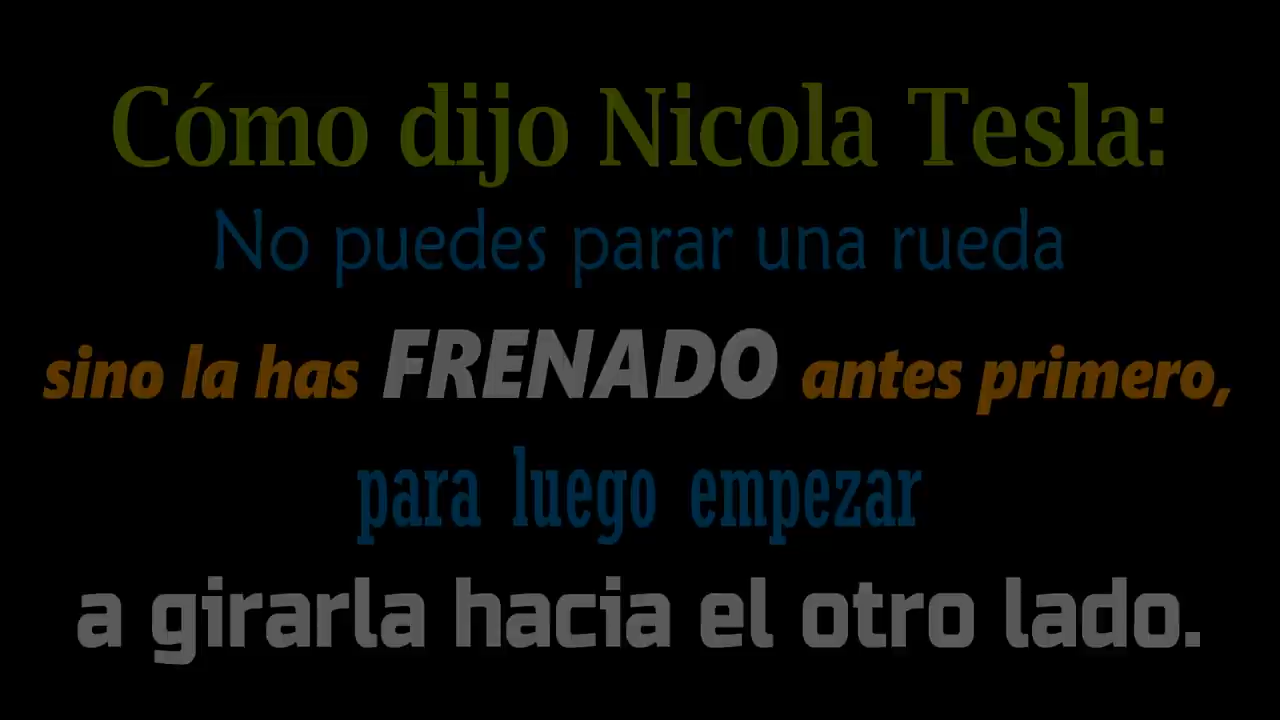 Cómo dijo Nicola Tesla:
No puedes parar una rueda
sino la has FRENADO antes primero,
para luego empezar
a girarla hacia el otro lado.